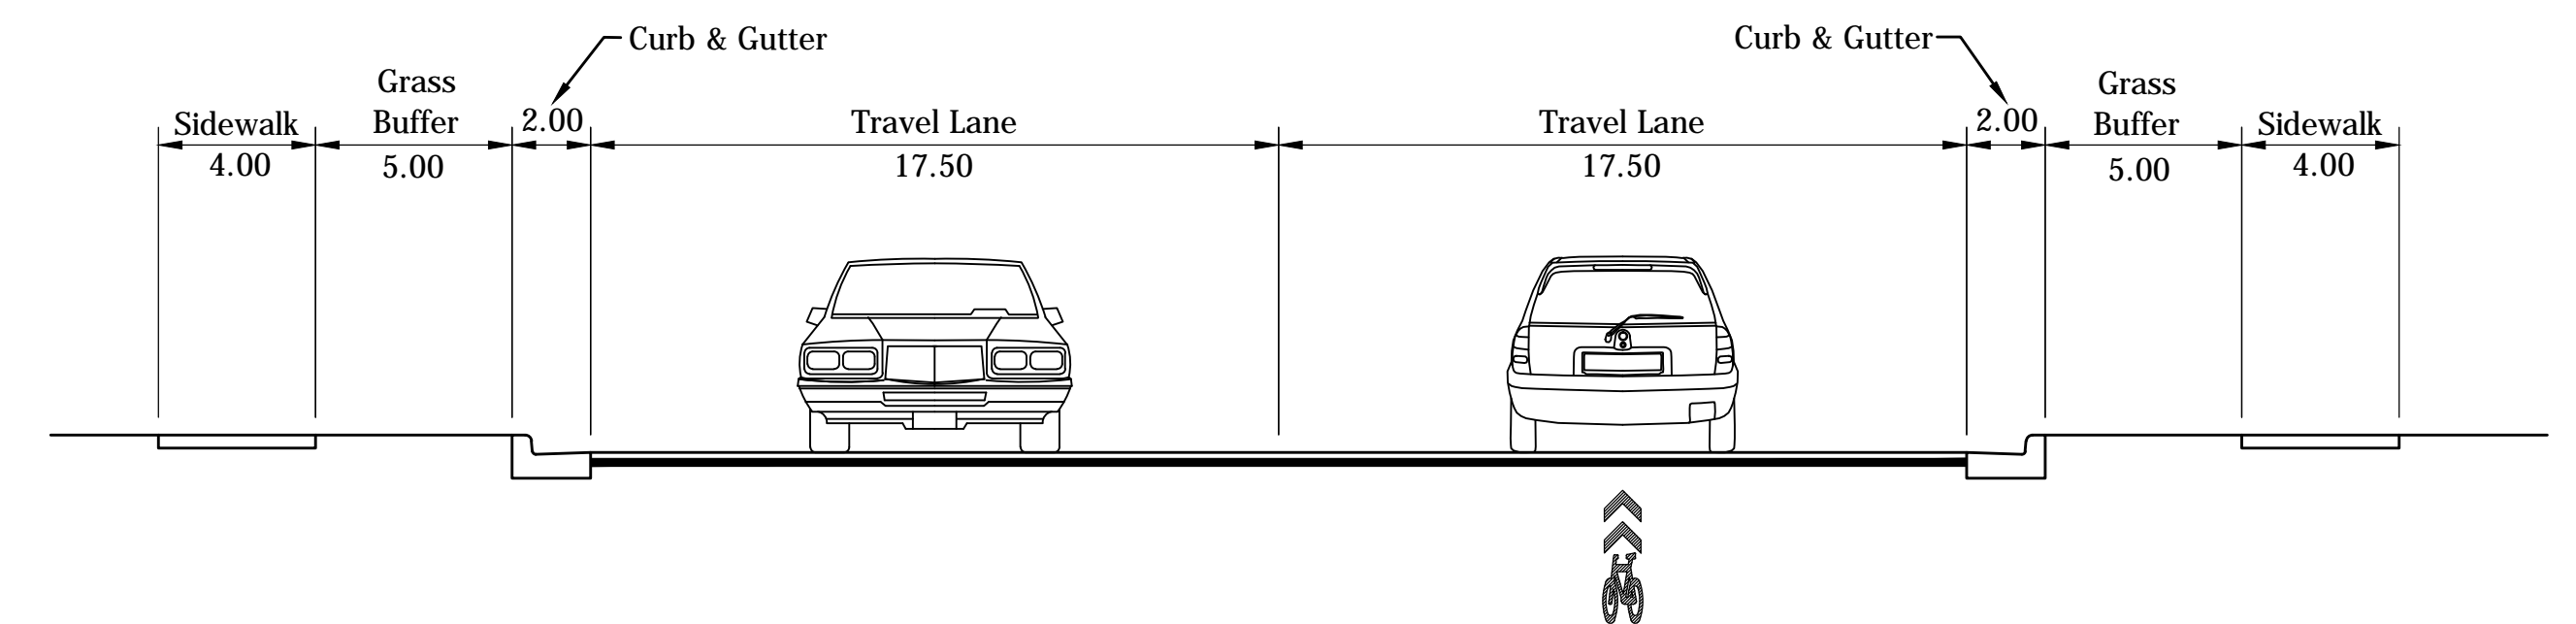 Curb & Gutter
Curb & Gutter
Grass
Buffer
Grass
Buffer
Sidewalk
2.00
Travel Lane
Travel Lane
2.00
Sidewalk
4.00
5.00
17.50
17.50
5.00
4.00